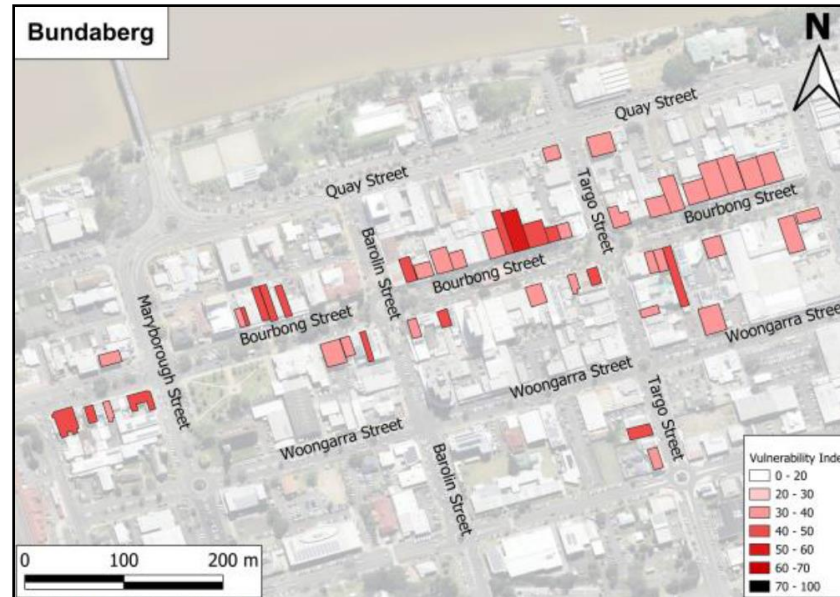 Bundaberg
N
Quay Street
Quay Street
Targo Street
Bourbong Street
Barolin Street
Bourbong Street
Maryborough Street
Bourbong Street
Woongarra Stree
Woongarra Street
Targo Street
Woongarra Street
Barolin Street
Vulnerability Inde
0 - 20
20 - 30
30 - 40
40 - 50
50 - 60
60 -70
70 - 100
0 100 200 m